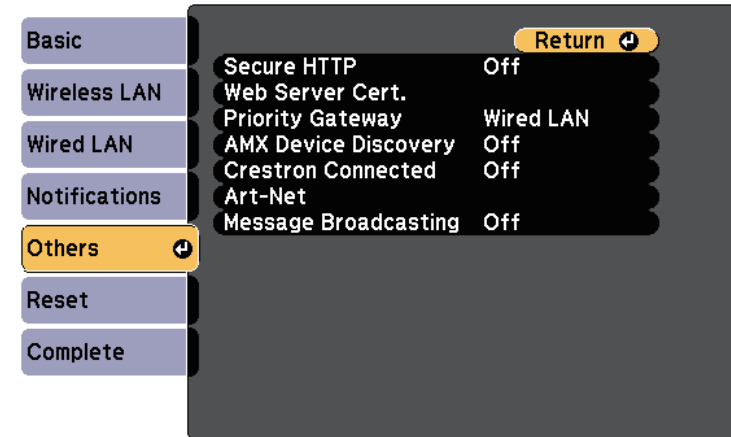 Basic
Wireless LAN
Wired LAN
Notifications
Others
Reset
Complete
Return
Secure HTTP Off
Web Server Cert.
Priority Gateway Wired LAN
AMX Device Discovery Off
Crestron Connected Off
Art-Net
Message Broadcasting Off